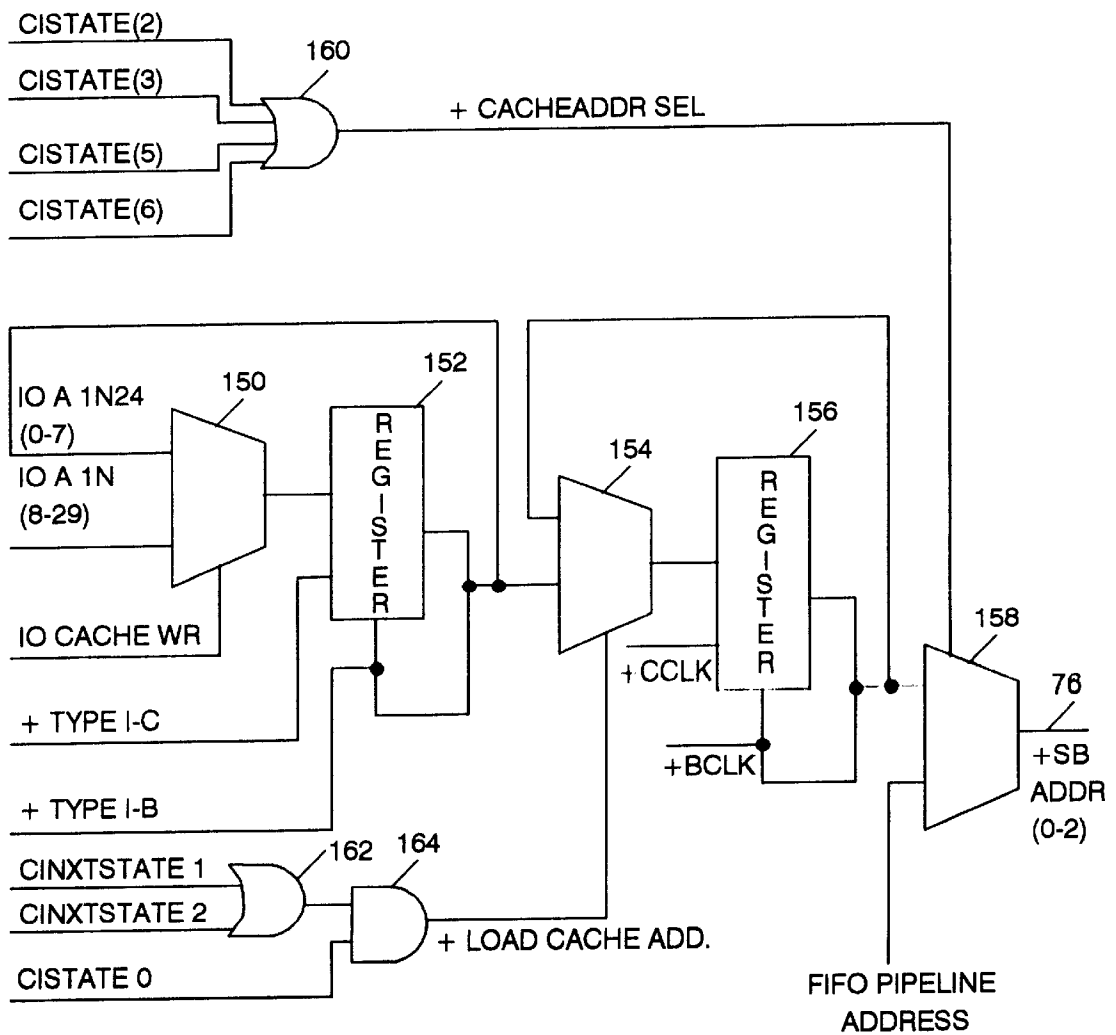 CISTATE(2)
160
CISTATE(3)
+ CACHEADDR SEL
CISTATE(5)
CISTATE(6)
IO A 1N24
(0-7)
150
152
REGISTER
IO A 1N
(8-29)
154
156
REGISTER
IO CACHE WR
158
76
+CCLK
+ TYPE I-C
+BCLK
+SB
ADDR
(0-2)
+ TYPE I-B
162
164
CINXTSTATE 1
CINXTSTATE 2
+ LOAD CACHE ADD.
CISTATE 0
FIFO PIPELINE
ADDRESS